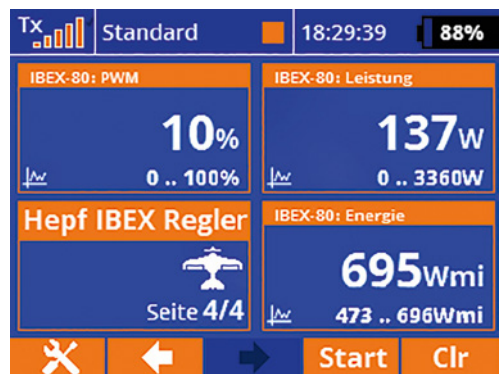 Tx Standard 18:29:39 88%
IBEX-80: PWM
10%
0 .. 100%
IBEX-80: Leistung
137W
0 .. 3360W
Hepf IBEX Regler
Seite 4/4
IBEX-80: Energie
695Wmi
473 .. 696Wmi
Start Clr